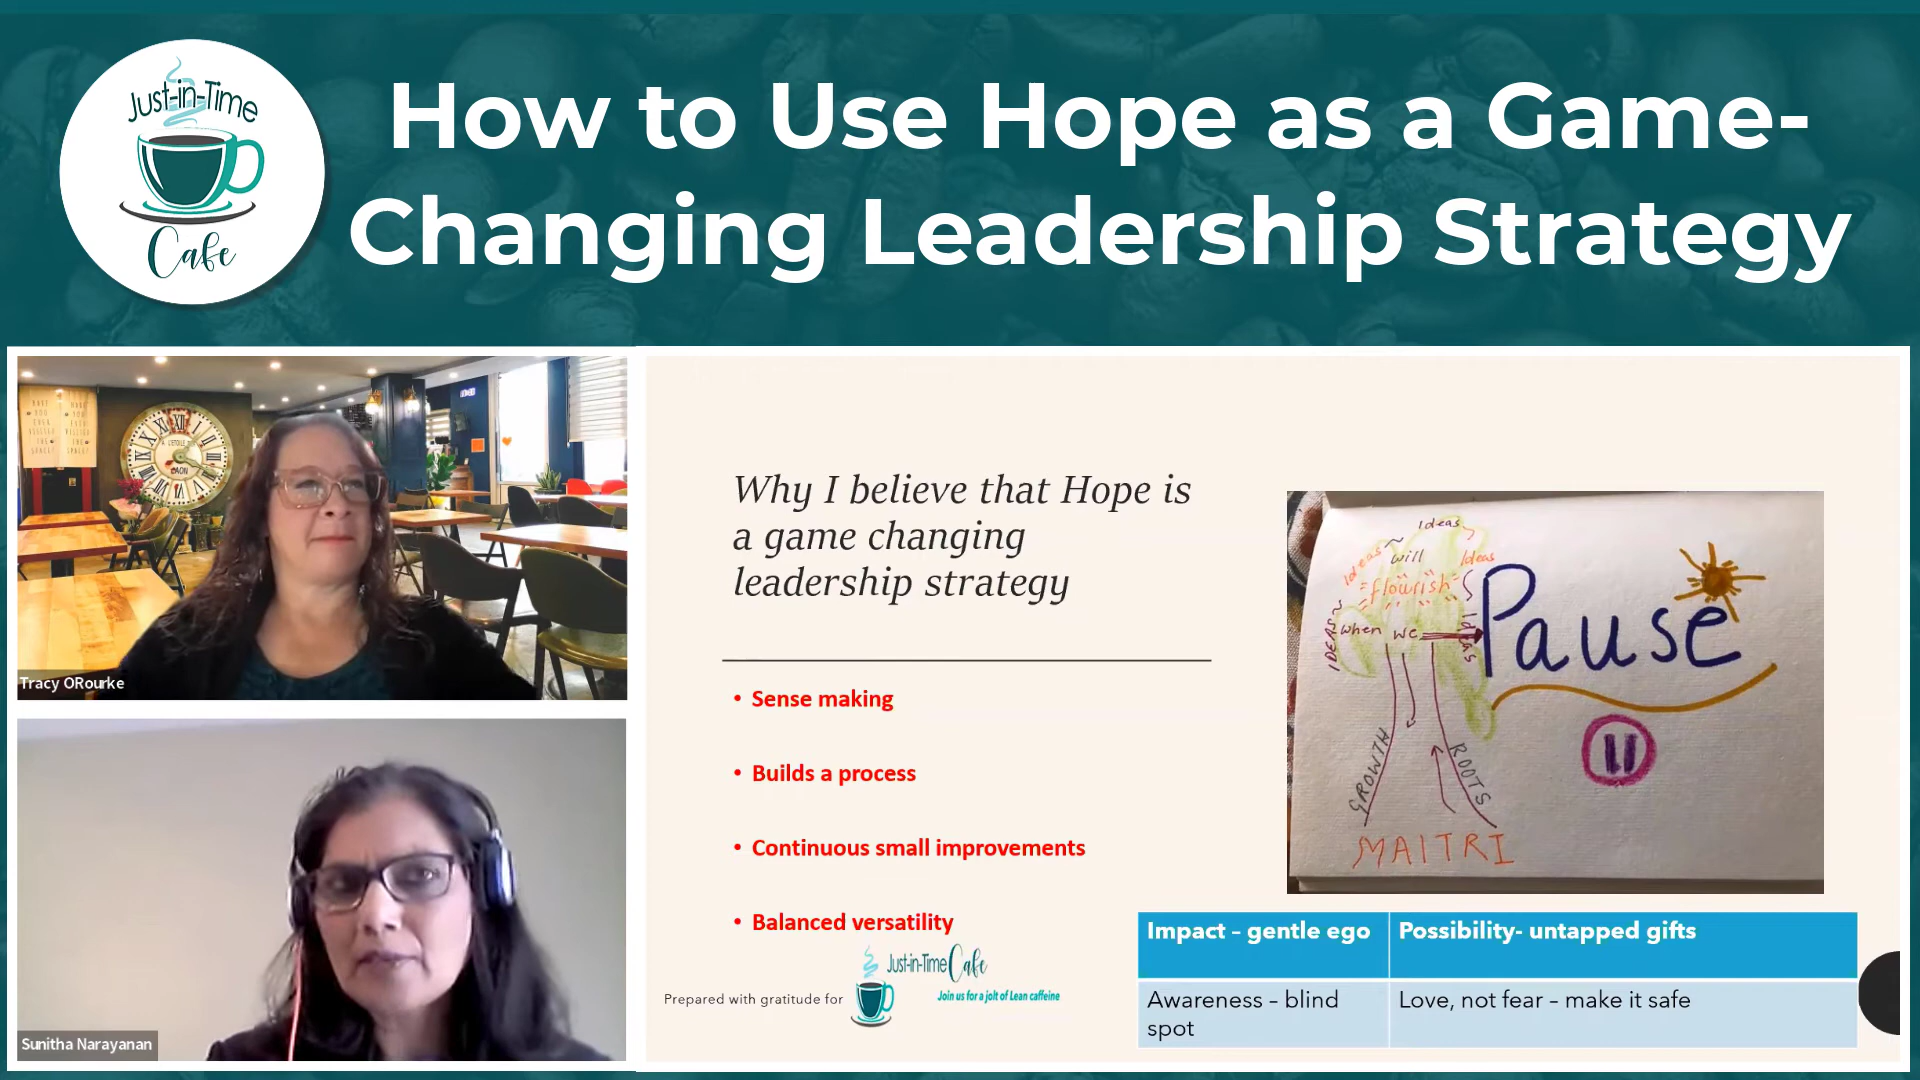 Just-in-Time
Cafe
How to Use Hope as a Game-
Changing Leadership Strategy
Tracy ORourke
Sunitha Narayanan
Why I believe that Hope is
a game changing
leadership strategy
• Sense making
• Builds a process
• Continuous small improvements
• Balanced versatility
Prepared with gratitude for
Just-in-Time Cafe
Join us for a jolt of Lean caffeine
Ideas
Ideas will Ideas
flourish
IDEAS when we Ideas
Pause
GROWTH
ROOTS
MAITRI
Impact – gentle ego
Possibility- untapped gifts
Awareness – blind
spot
Love, not fear – make it safe